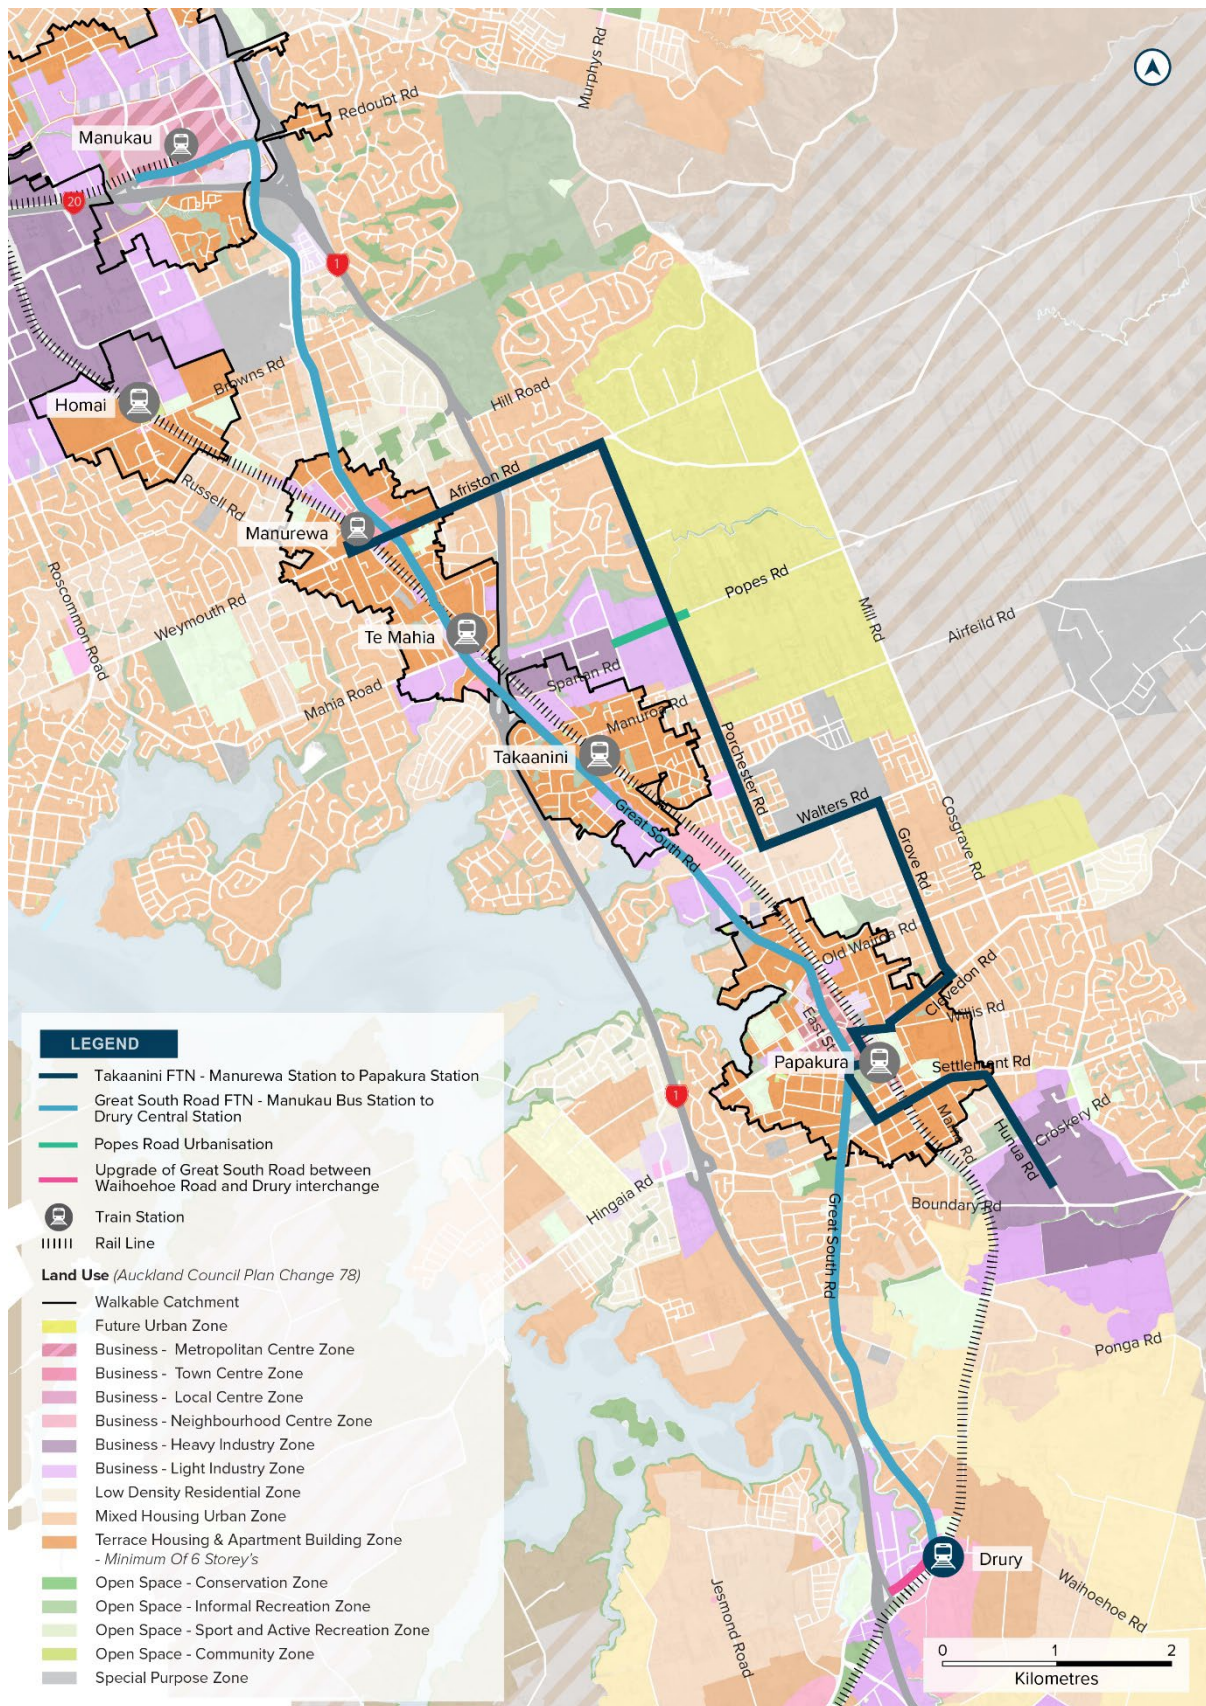 Murphys Rd
Redoubt Rd
Manukau
20
1
Browns Rd
Homai
Hill Road
Russell Rd
Afriston Rd
Manurewa
Roscommon Road
Weymouth Rd
Te Mahia
Popes Rd
Mill Rd
Airfeild Rd
Spartan Rd
Mahia Road
Manuroa Rd
Takaanini
Porchester Rd
Walters Rd
Great South Rd
Cosgrave Rd
Grove Rd
Old Wairoa Rd
Clevedon Rd
Willis Rd
East St
Papakura
Settlement Rd
1
Croskery Rd
Hunua Rd
Hingaia Rd
Boundary Rd
Great South Rd
Ponga Rd
Drury
Jesmond Road
Waihoehoe Rd
LEGEND
Takaanini FTN - Manurewa Station to Papakura Station
Great South Road FTN - Manukau Bus Station to
Drury Central Station
Popes Road Urbanisation
Upgrade of Great South Road between
Waihoehoe Road and Drury interchange
Train Station
Rail Line
Land Use (Auckland Council Plan Change 78)
Walkable Catchment
Future Urban Zone
Business - Metropolitan Centre Zone
Business - Town Centre Zone
Business - Local Centre Zone
Business - Neighbourhood Centre Zone
Business - Heavy Industry Zone
Business - Light Industry Zone
Low Density Residential Zone
Mixed Housing Urban Zone
Terrace Housing & Apartment Building Zone
- Minimum Of 6 Storey's
Open Space - Conservation Zone
Open Space - Informal Recreation Zone
Open Space - Sport and Active Recreation Zone
Open Space - Community Zone
Special Purpose Zone
0 1 2
Kilometres